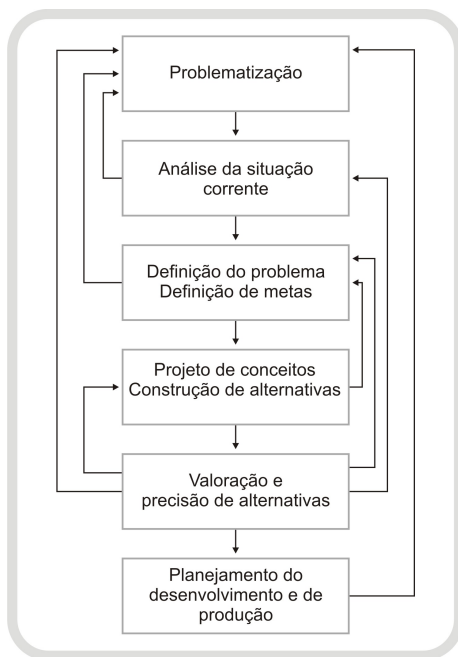 Problematização
Análise da situação
corrente
Definição do problema
Definição de metas
Projeto de conceitos
Construção de alternativas
Valoração e
precisão de alternativas
Planejamento do
desenvolvimento e de
produção